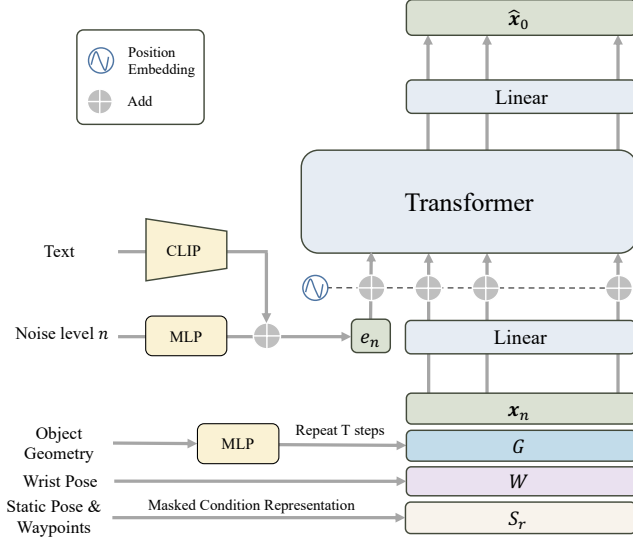 x̂₀
Position
Embedding
Add
Linear
Transformer
Text
CLIP
Noise level n
MLP
eₙ
Linear
xₙ
Object
Geometry
MLP
Repeat T steps
G
Wrist Pose
W
Static Pose &
Waypoints
Masked Condition Representation
Sᵣ